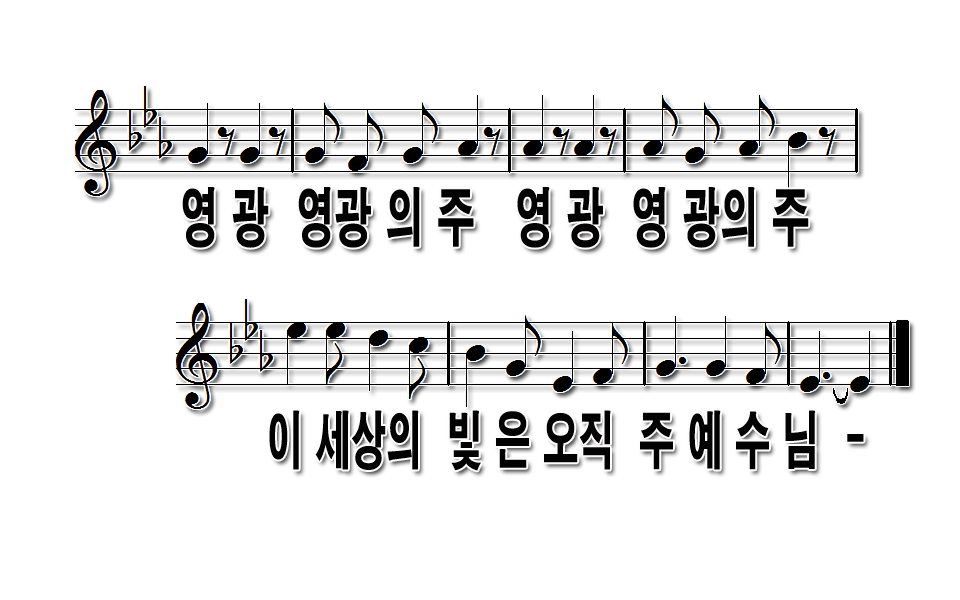 영 광 영광 의 주 영 광 영 광의 주
이 세상의 빛 은 오직 주 예 수 님 -